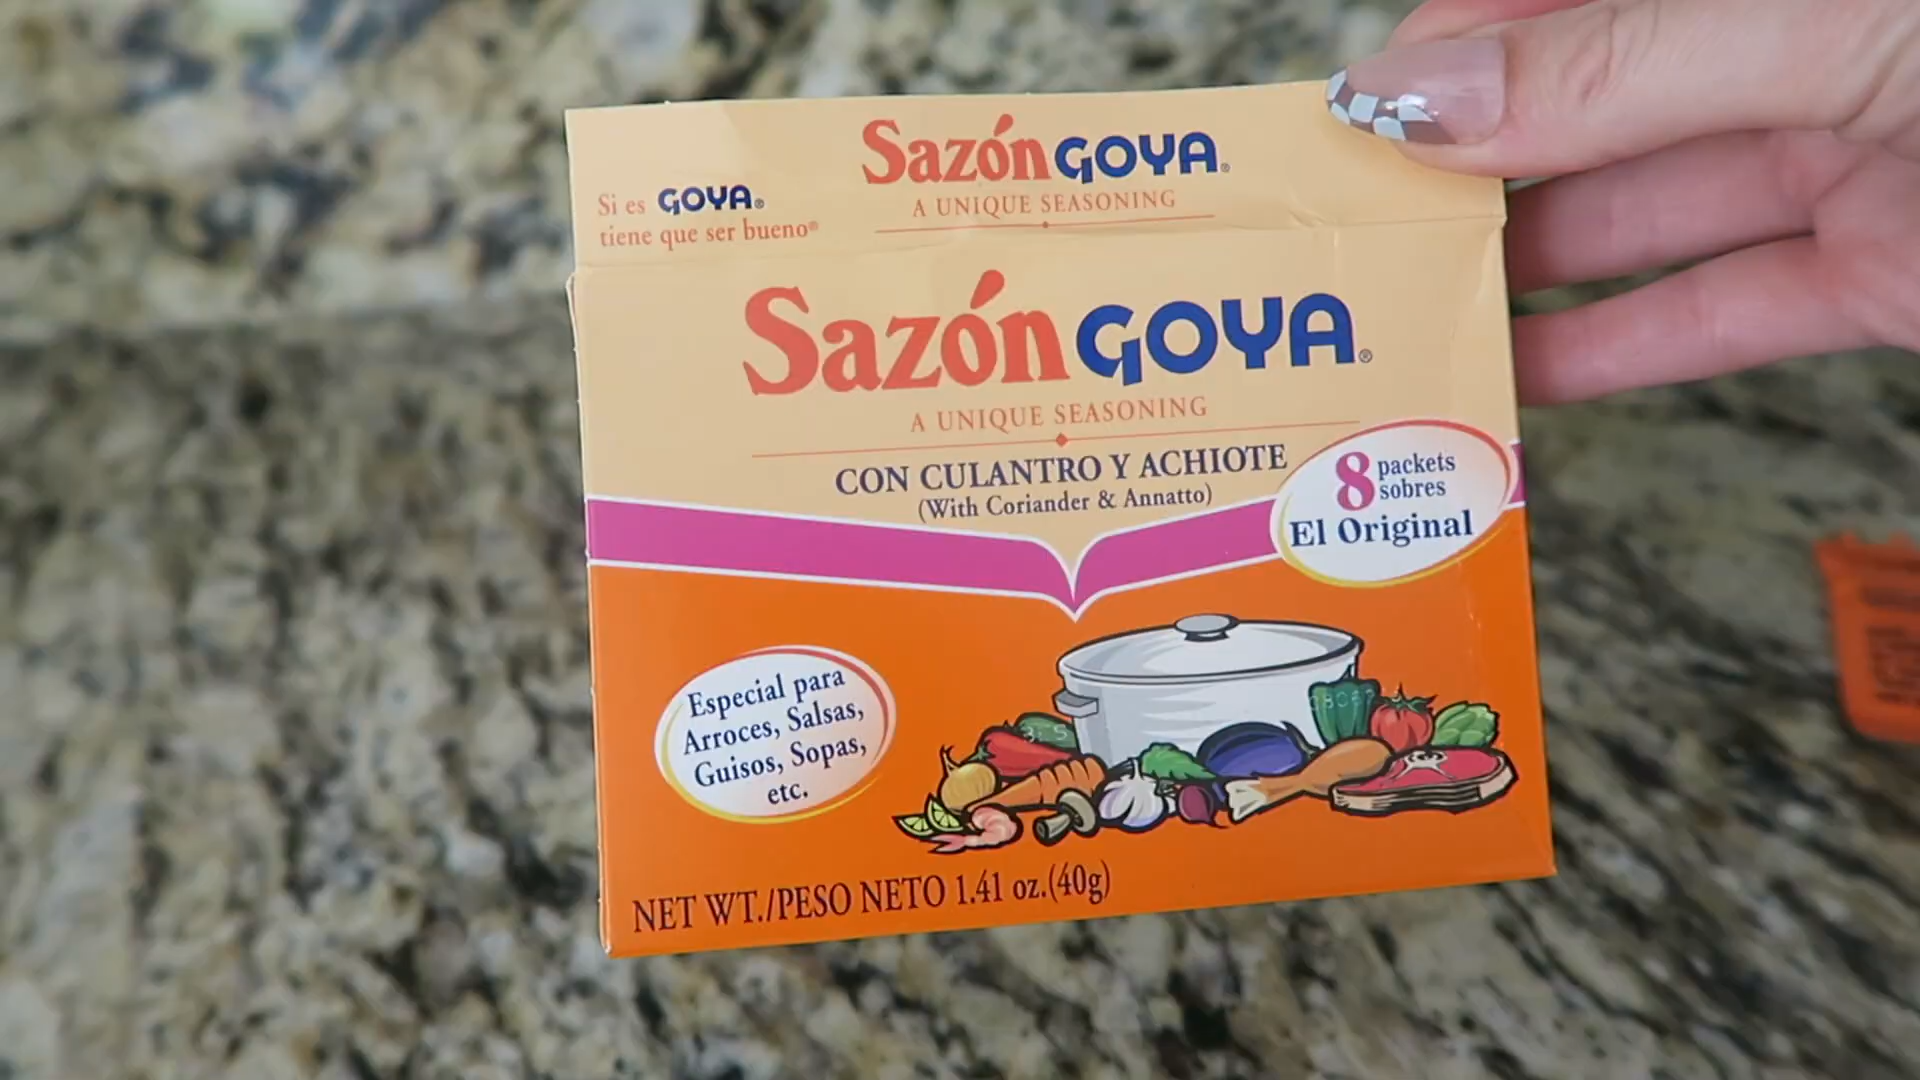 Sazón GOYA®
A UNIQUE SEASONING
Si es GOYA®
tiene que ser bueno®
Sazón GOYA®
A UNIQUE SEASONING
CON CULANTRO Y ACHIOTE
(With Coriander & Annatto)
8 packets
sobres
El Original
Especial para
Arroces, Salsas,
Guisos, Sopas,
etc.
NET WT./PESO NETO 1.41 oz.(40g)